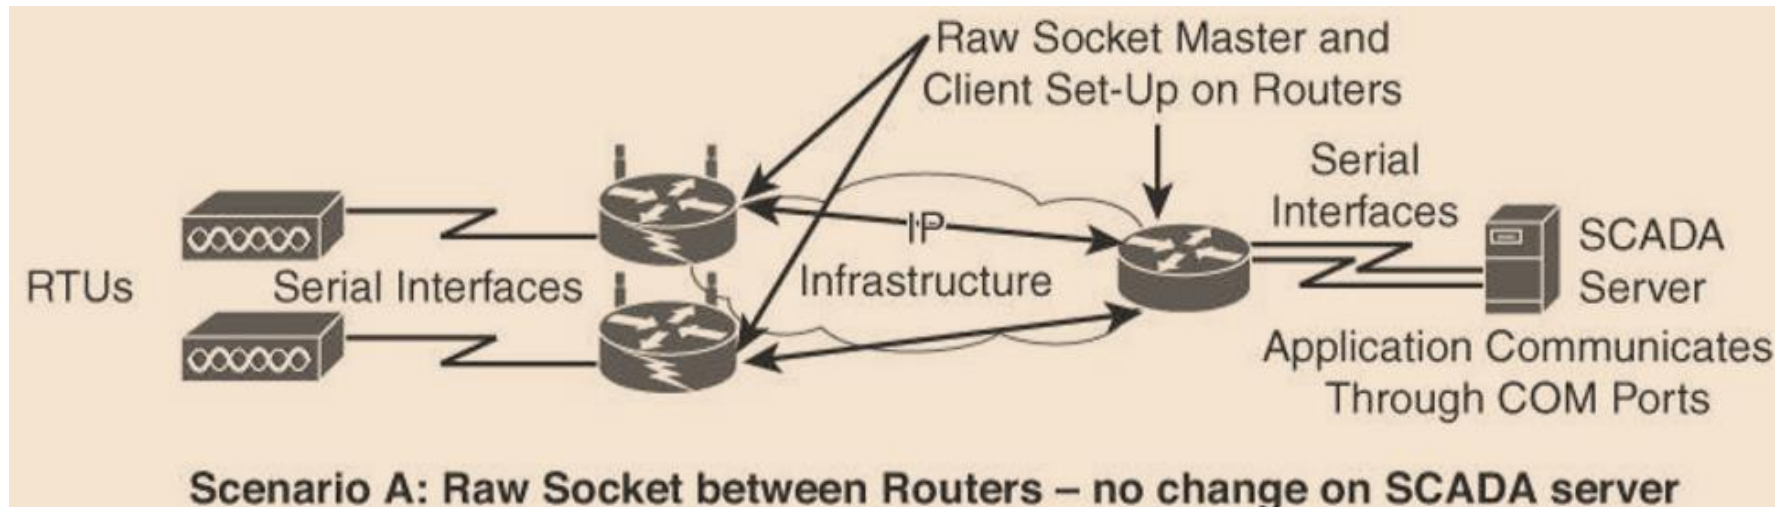 Raw Socket Master and
Client Set-Up on Routers
Serial
Interfaces
IP
Infrastructure
SCADA
Server
RTUs
Serial Interfaces
Application Communicates
Through COM Ports
Scenario A: Raw Socket between Routers – no change on SCADA server